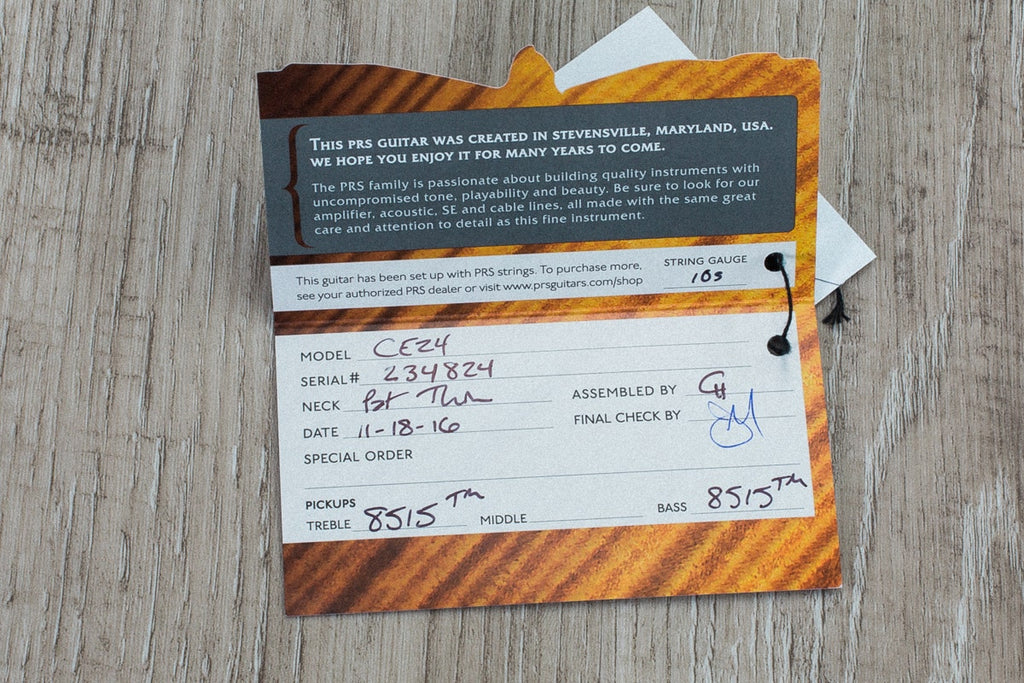 THIS PRS GUITAR WAS CREATED IN STEVENSVILLE, MARYLAND, USA.
WE HOPE YOU ENJOY IT FOR MANY YEARS TO COME.
The PRS family is passionate about building quality instruments with
uncompromised tone, playability and beauty. Be sure to look for our
amplifier, acoustic, SE and cable lines, all made with the same great
care and attention to detail as this fine instrument.
This guitar has been set up with PRS strings. To purchase more,
see your authorized PRS dealer or visit www.prsguitars.com/shop
STRING GAUGE
10s
MODEL CE24
SERIAL# 234824
NECK Pat Thn
ASSEMBLED BY CH
DATE 11-18-16
FINAL CHECK BY
SPECIAL ORDER
PICKUPS
TREBLE 8515™
MIDDLE
BASS 8515™